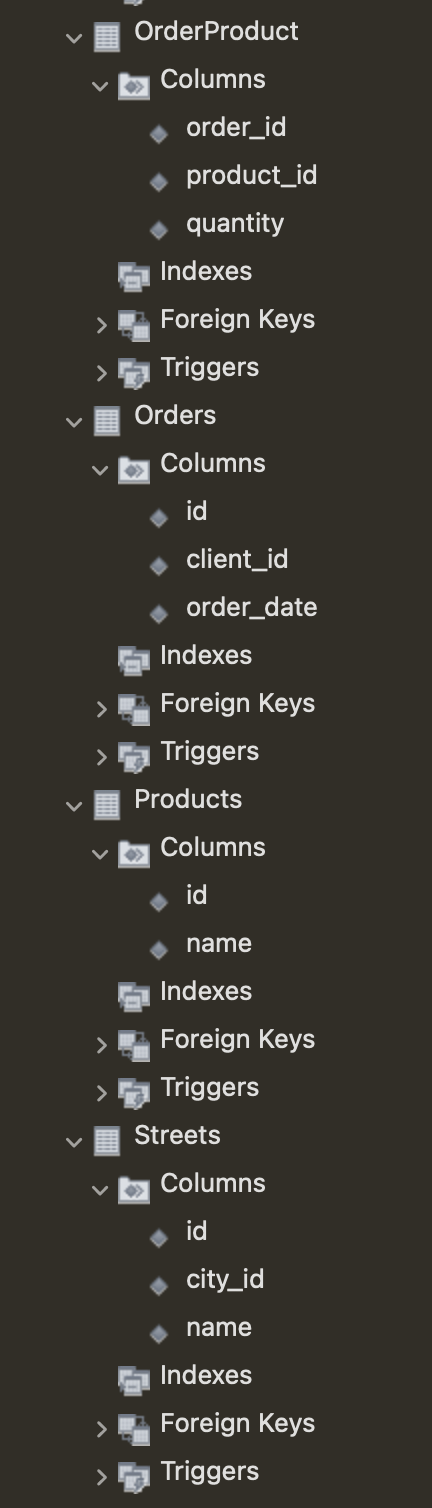 OrderProduct
Columns
order_id
product_id
quantity
Indexes
Foreign Keys
Triggers
Orders
Columns
id
client_id
order_date
Indexes
Foreign Keys
Triggers
Products
Columns
id
name
Indexes
Foreign Keys
Triggers
Streets
Columns
id
city_id
name
Indexes
Foreign Keys
Triggers